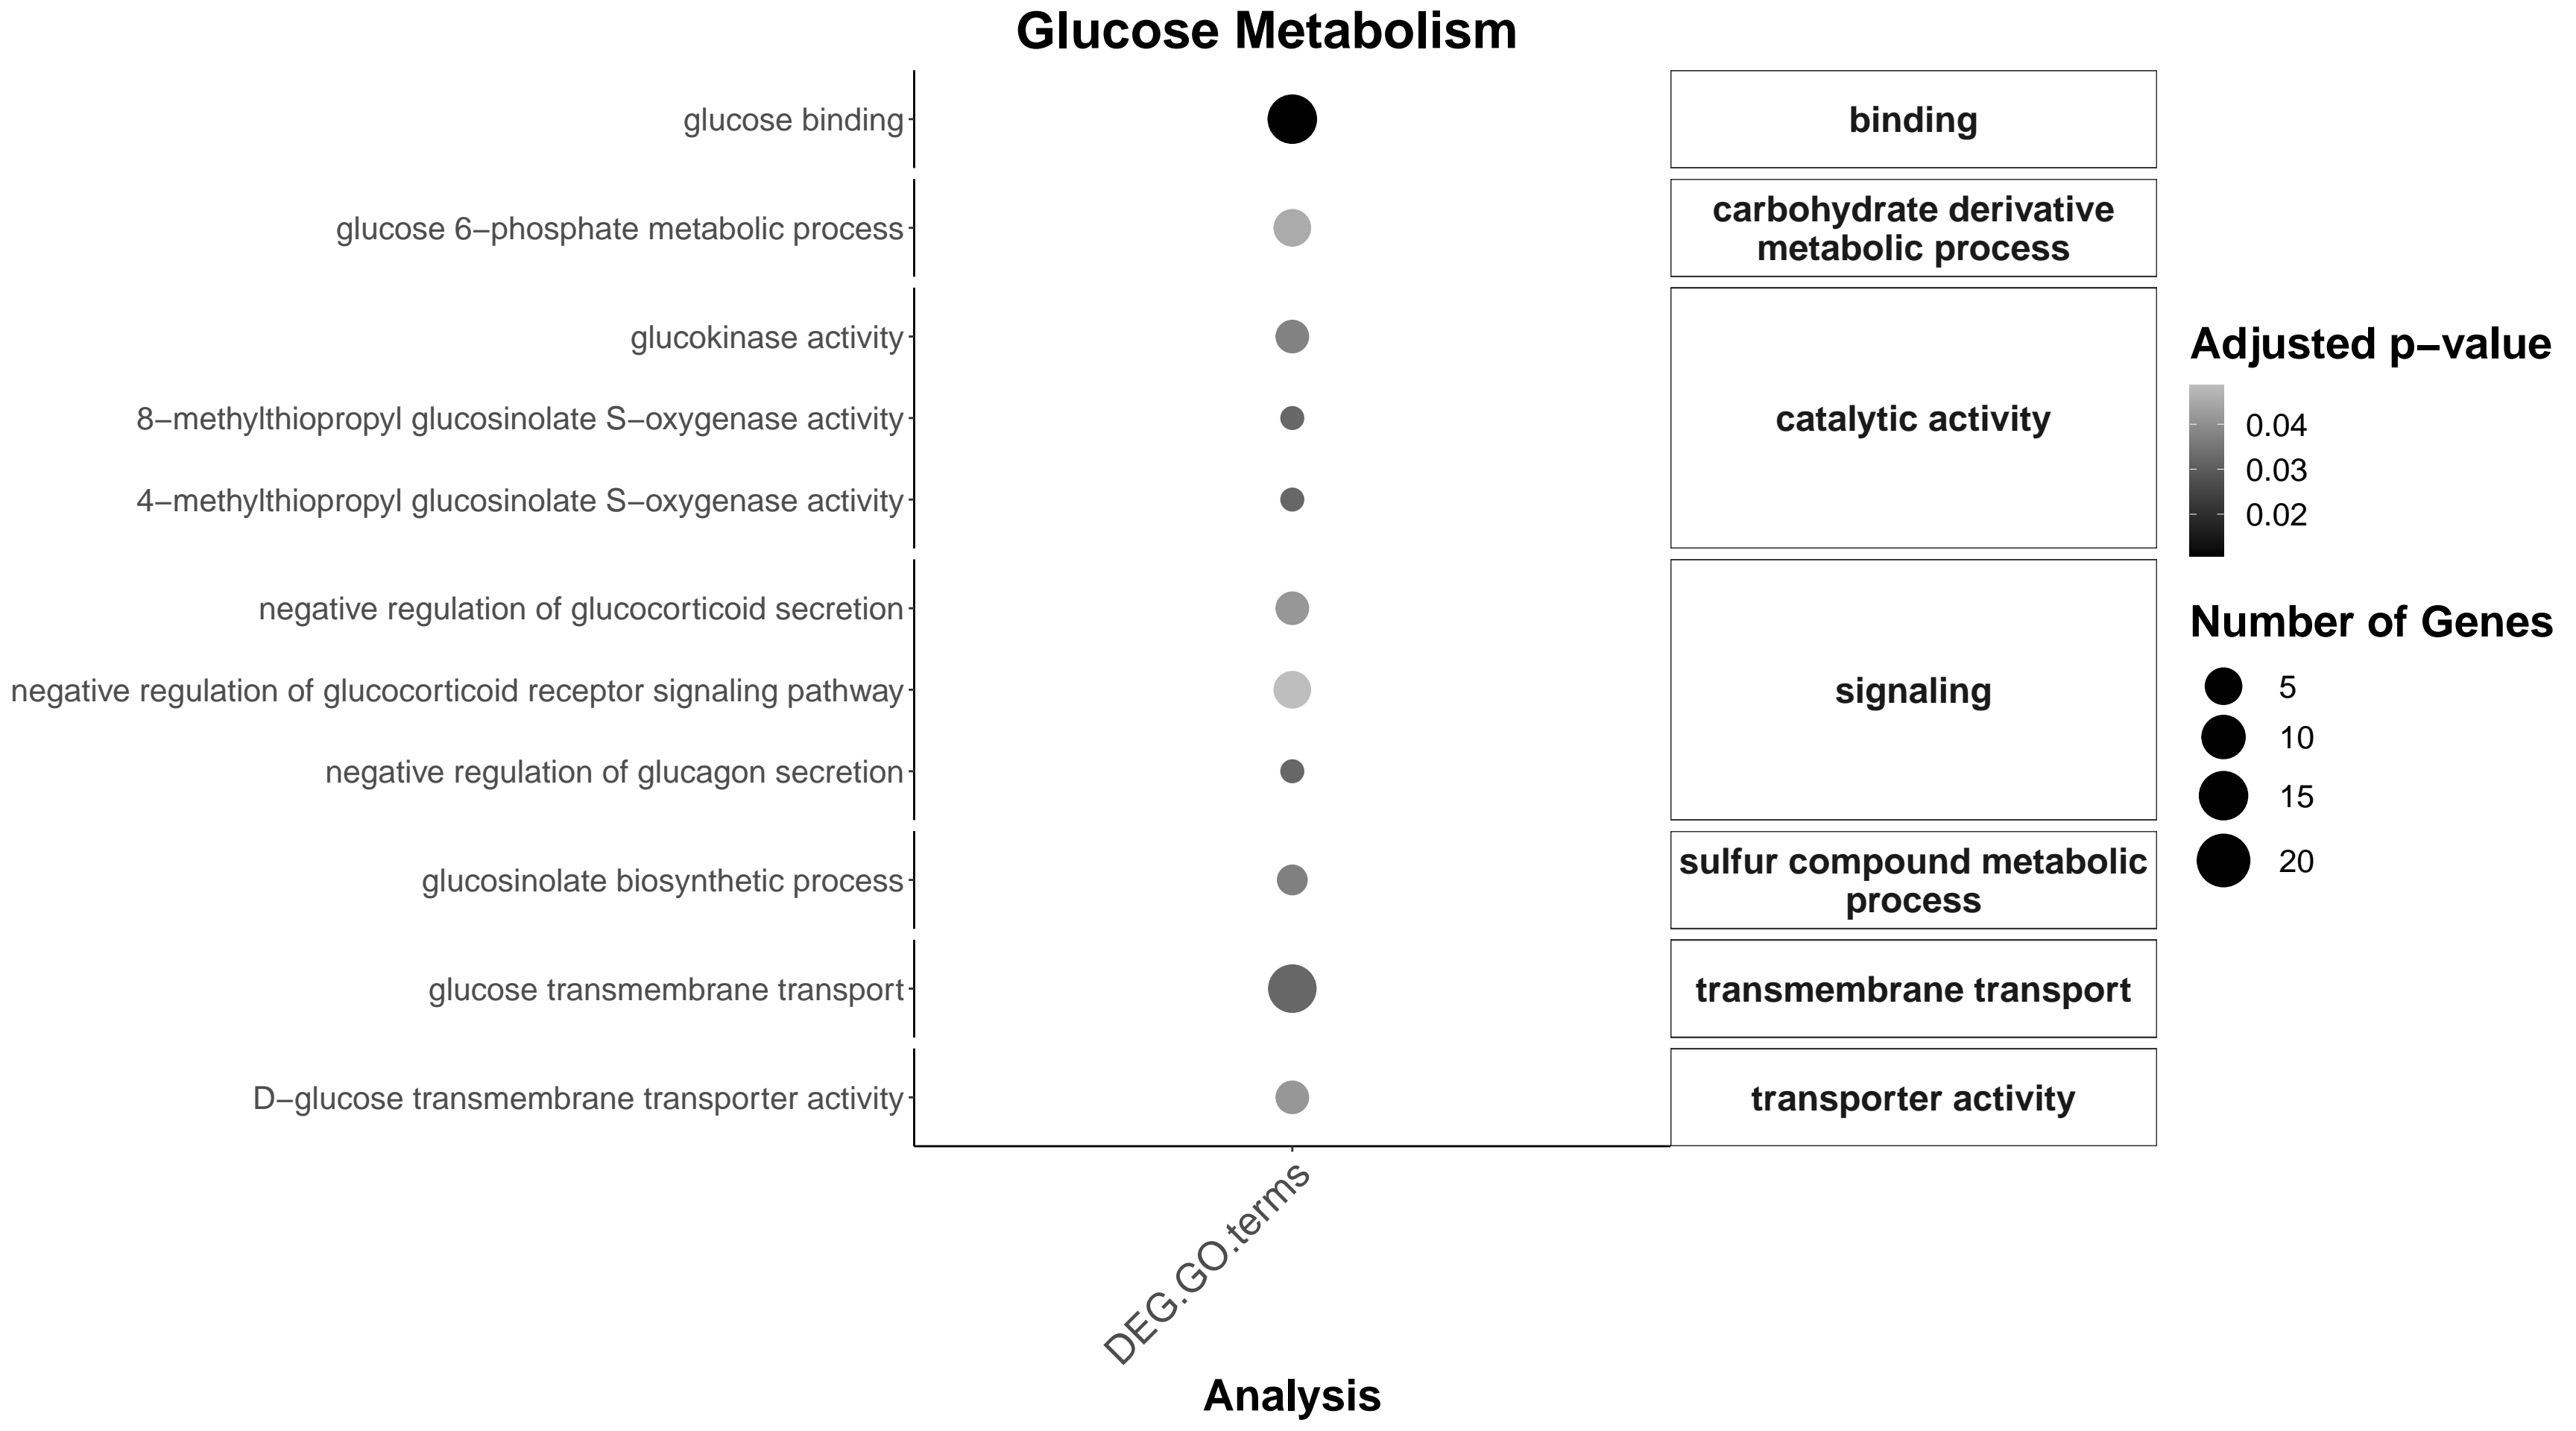 Glucose Metabolism
glucose binding
binding
glucose 6−phosphate metabolic process
carbohydrate derivative
metabolic process
glucokinase activity
8−methylthiopropyl glucosinolate S−oxygenase activity
4−methylthiopropyl glucosinolate S−oxygenase activity
catalytic activity
negative regulation of glucocorticoid secretion
negative regulation of glucocorticoid receptor signaling pathway
negative regulation of glucagon secretion
signaling
glucosinolate biosynthetic process
sulfur compound metabolic
process
glucose transmembrane transport
transmembrane transport
D−glucose transmembrane transporter activity
transporter activity
DEG.GO.terms
Analysis
Adjusted p−value
0.04
0.03
0.02
Number of Genes
5
10
15
20